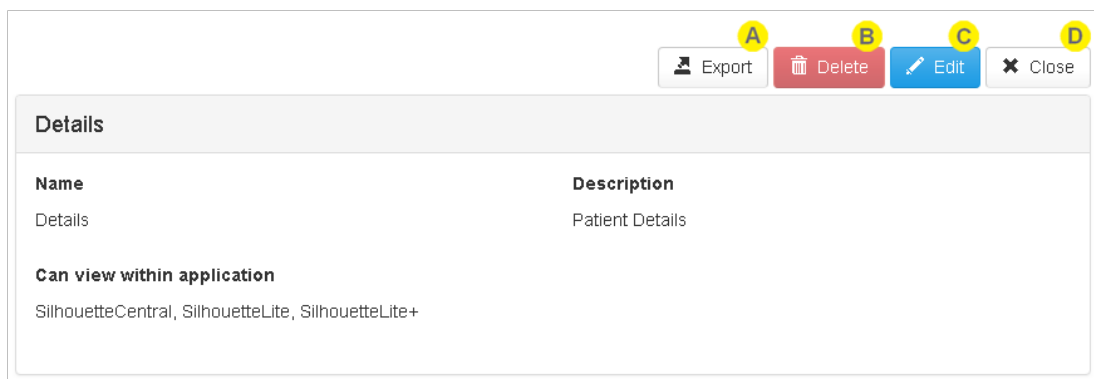 A B C D
Export Delete Edit Close
Details
Name Description
Details Patient Details
Can view within application
SilhouetteCentral, SilhouetteLite, SilhouetteLite+